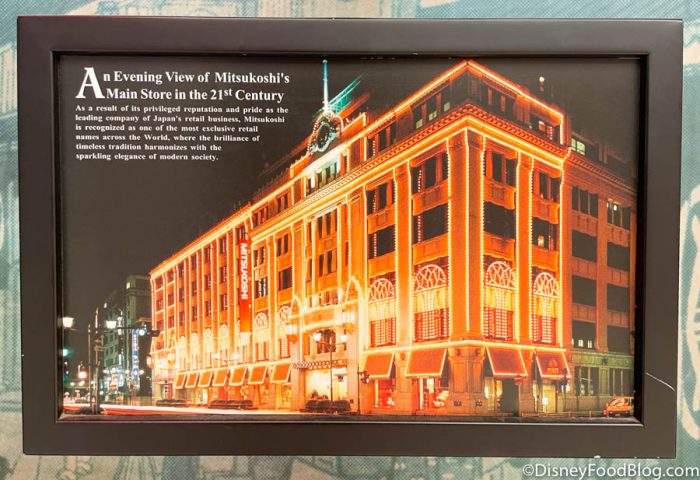 An Evening View of Mitsukoshi's
Main Store in the 21st Century
As a result of its privileged reputation and pride as the
leading company of Japan's retail business, Mitsukoshi
is recognized as one of the most exclusive retail
names across the World, where the brilliance of
timeless tradition harmonizes with the
sparkling elegance of modern society.
MITSUKOSHI
©DisneyFoodBlog.com